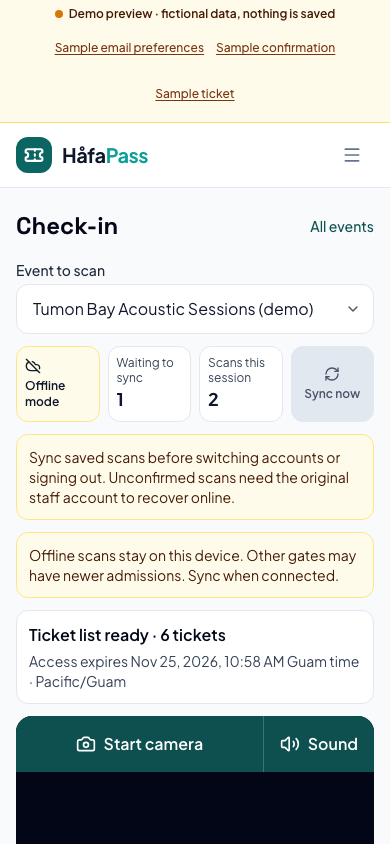 Demo preview · fictional data, nothing is saved
Sample email preferences Sample confirmation
Sample ticket
HåfaPass
Check-in
All events
Event to scan
Tumon Bay Acoustic Sessions (demo)
Offline
mode
Waiting to
sync
1
Scans this
session
2
Sync now
Sync saved scans before switching accounts or
signing out. Unconfirmed scans need the original
staff account to recover online.
Offline scans stay on this device. Other gates may
have newer admissions. Sync when connected.
Ticket list ready · 6 tickets
Access expires Nov 25, 2026, 10:58 AM Guam time
· Pacific/Guam
Start camera
Sound